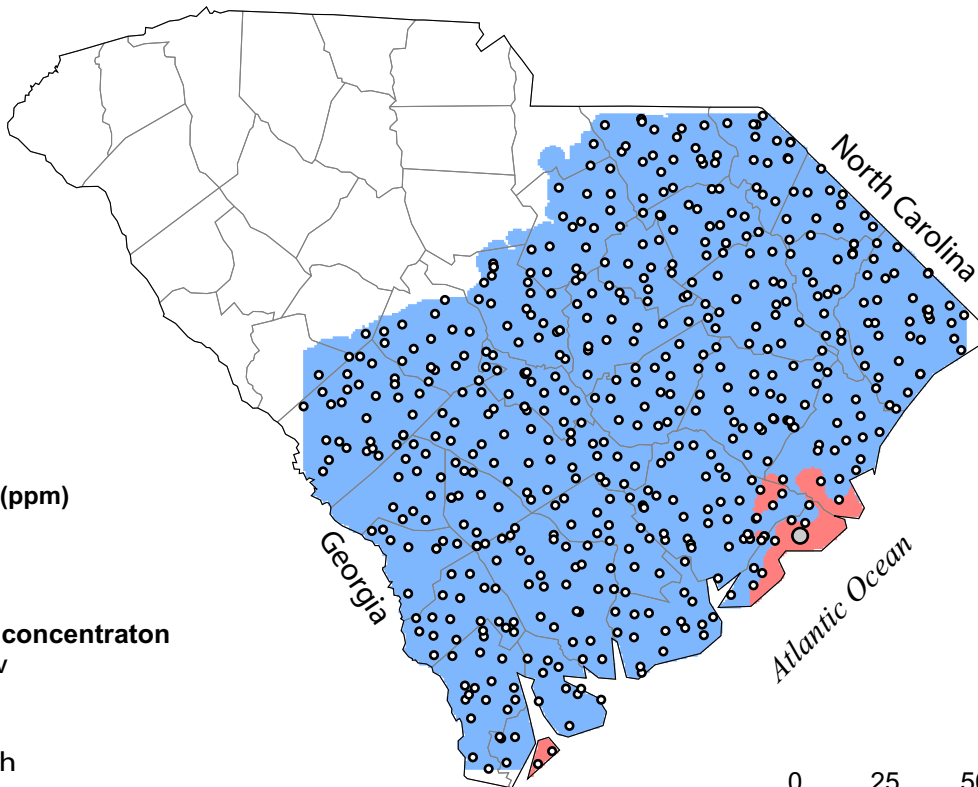 North Carolina
(ppm)
Georgia
concentraton
Atlantic Ocean
0 25